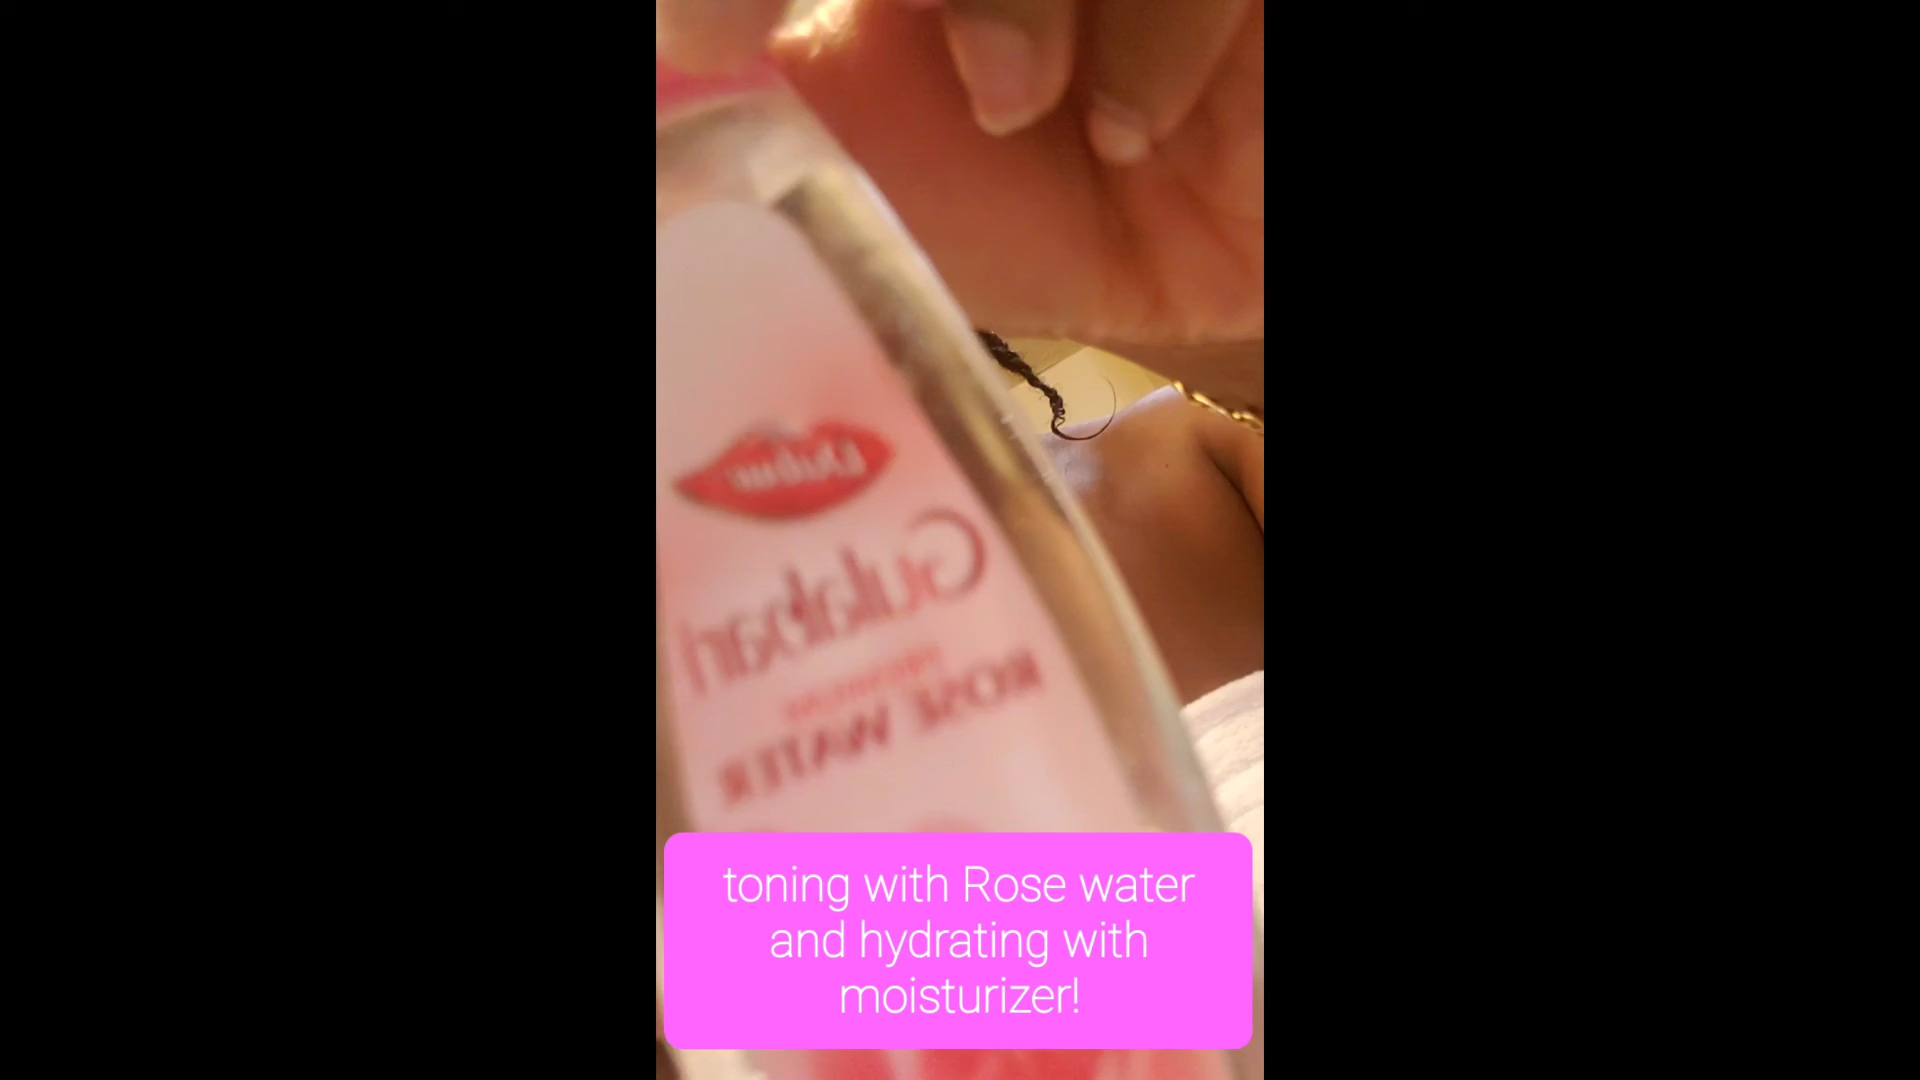 Gulabari
ROSE WATER
toning with Rose water
and hydrating with
moisturizer!